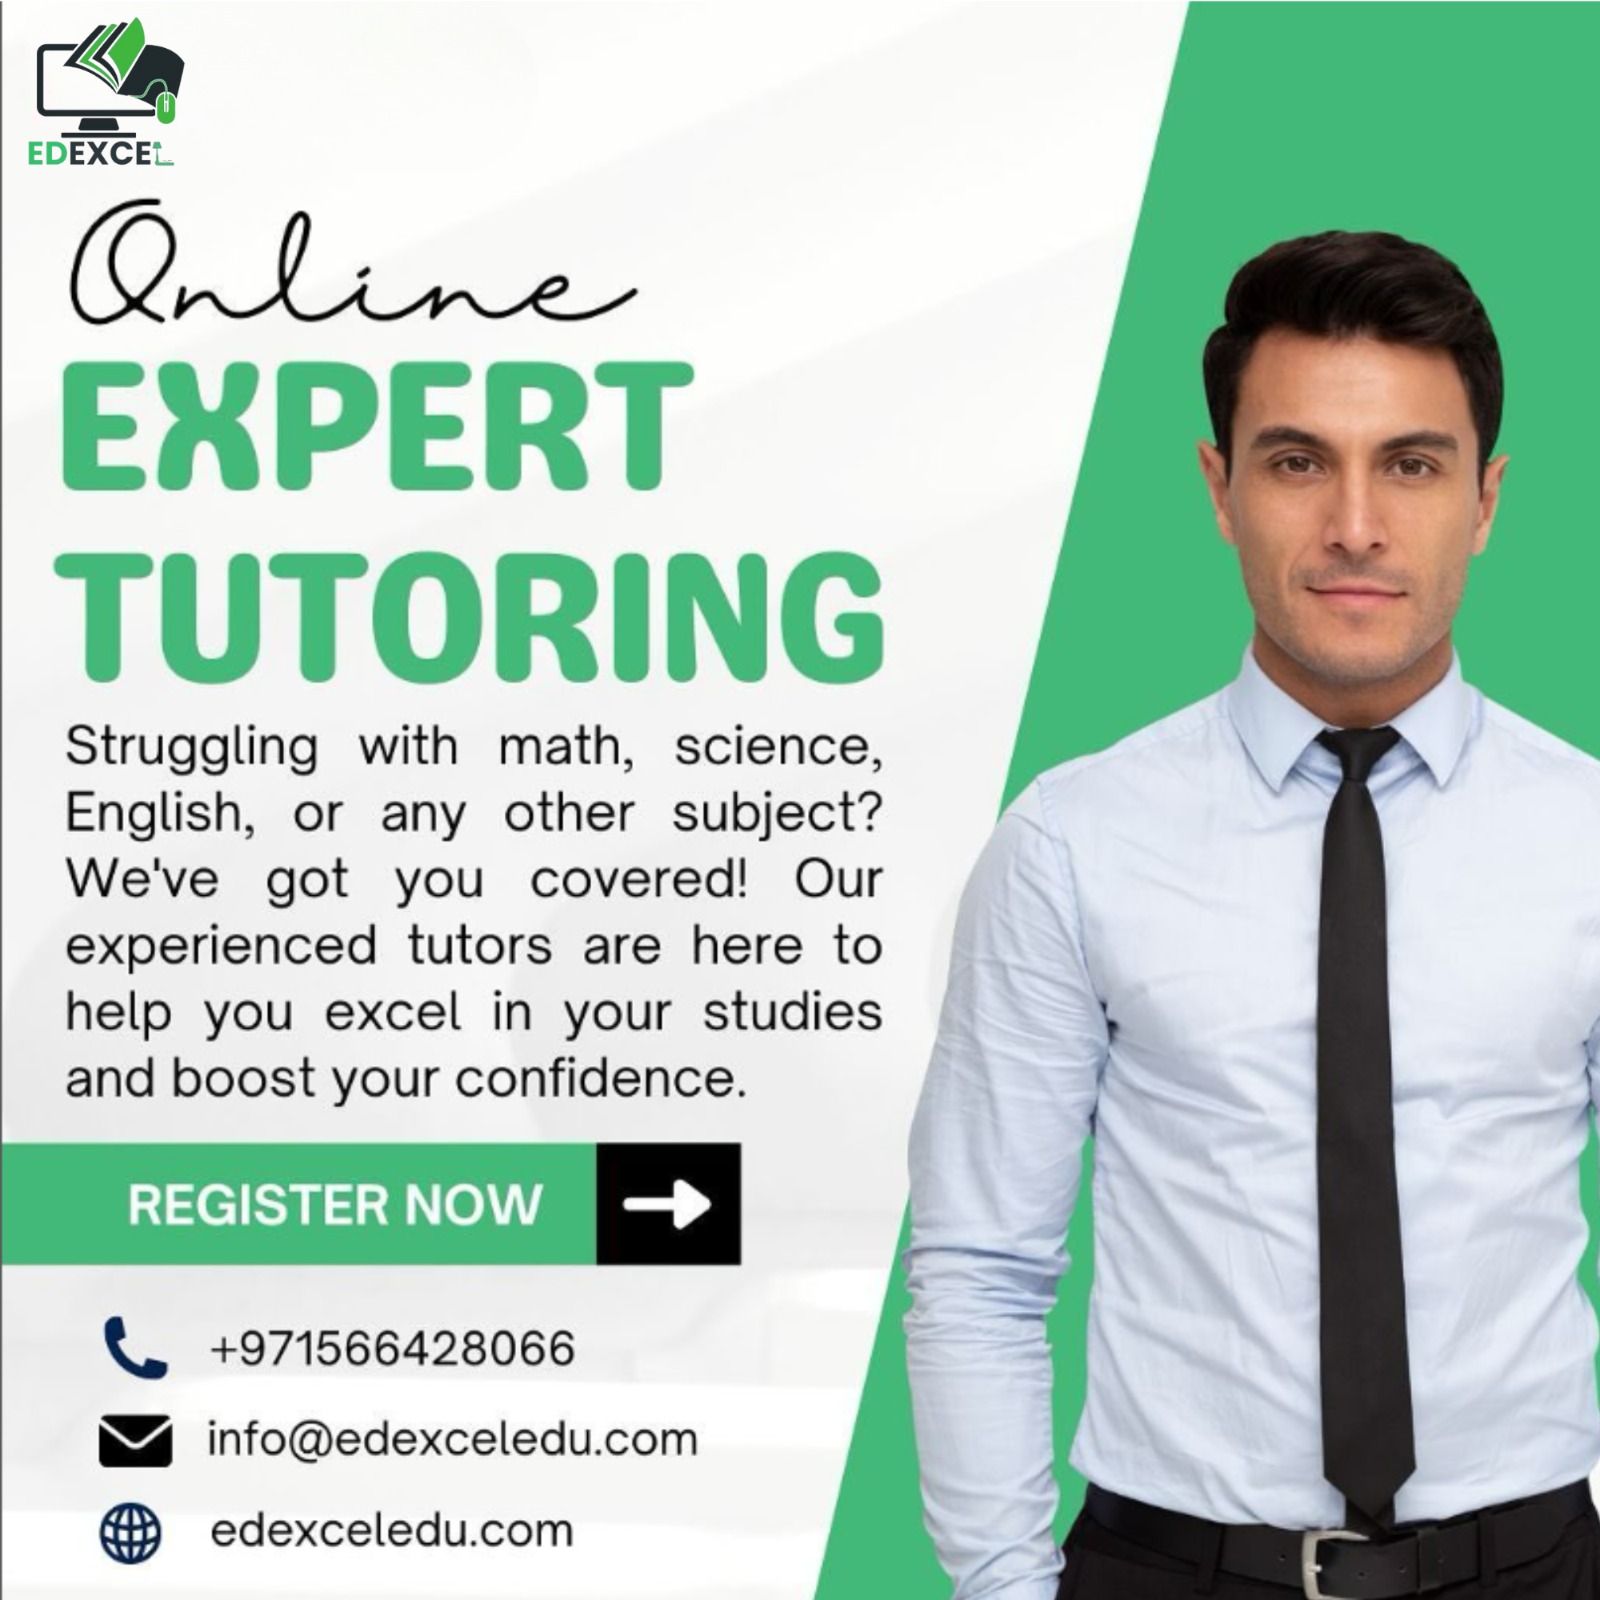 EDEXCEL
Online
EXPERT
TUTORING
Struggling with math, science,
English, or any other subject?
We've got you covered! Our
experienced tutors are here to
help you excel in your studies
and boost your confidence.
REGISTER NOW
+971566428066
info@edexceledu.com
edexceledu.com